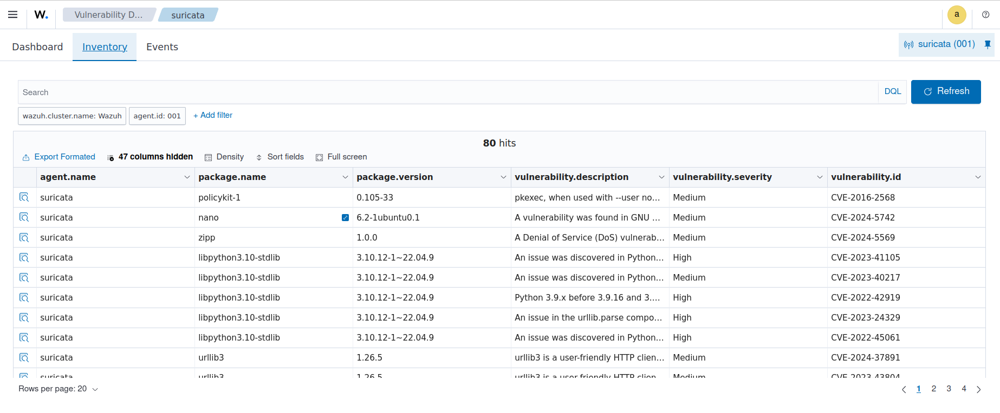 W. Vulnerability D... suricata a
Dashboard Inventory Events suricata (001)
Search DQL Refresh
wazuh.cluster.name: Wazuh agent.id: 001 + Add filter
80 hits
Export Formatted 47 columns hidden Density Sort fields Full screen
agent.name package.name package.version vulnerability.description vulnerability.severity vulnerability.id
suricata policykit-1 0.105-33 pkexec, when used with --user no... Medium CVE-2016-2568
suricata nano 6.2-1ubuntu0.1 A vulnerability was found in GNU ... Medium CVE-2024-5742
suricata zipp 1.0.0 A Denial of Service (DoS) vulnerab... Medium CVE-2024-5569
suricata libpython3.10-stdlib 3.10.12-1~22.04.9 An issue was discovered in Python... High CVE-2023-41105
suricata libpython3.10-stdlib 3.10.12-1~22.04.9 An issue was discovered in Python... Medium CVE-2023-40217
suricata libpython3.10-stdlib 3.10.12-1~22.04.9 Python 3.9.x before 3.9.16 and 3.... High CVE-2022-42919
suricata libpython3.10-stdlib 3.10.12-1~22.04.9 An issue in the urllib.parse compo... High CVE-2023-24329
suricata libpython3.10-stdlib 3.10.12-1~22.04.9 An issue was discovered in Python... High CVE-2022-45061
suricata urllib3 1.26.5 urllib3 is a user-friendly HTTP clien... Medium CVE-2024-37891
suricata urllib3 1.26.5 urllib3 is a user-friendly HTTP clien... Medium CVE-2023-43804
Rows per page: 20 1 2 3 4